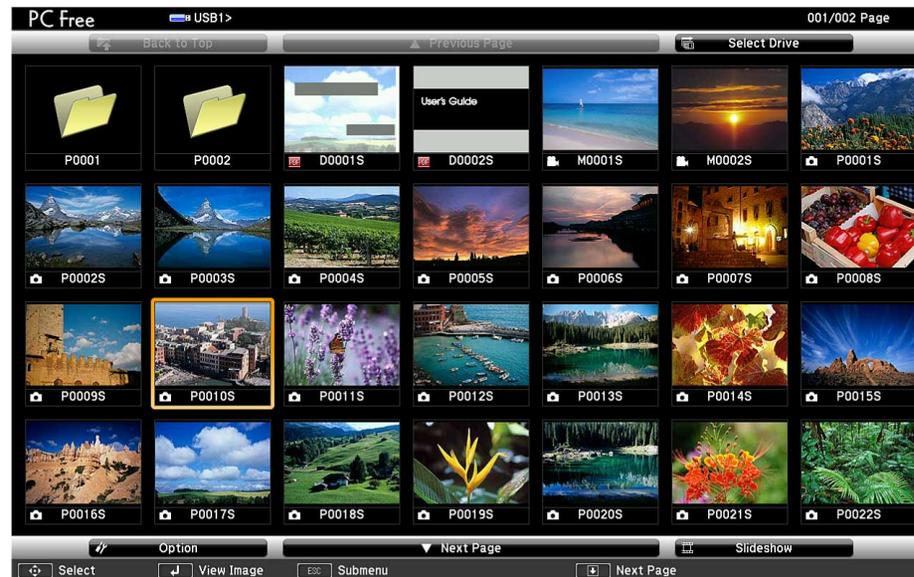 PC Free USB1> 001/002 Page
Back to Top Previous Page Select Drive
User's Guide
P0001 P0002 PDF D0001S PDF D0002S M0001S M0002S P0001S
P0002S P0003S P0004S P0005S P0006S P0007S P0008S
P0009S P0010S P0011S P0012S P0013S P0014S P0015S
P0016S P0017S P0018S P0019S P0020S P0021S P0022S
Option Next Page Slideshow
Select View Image ESC Submenu Next Page